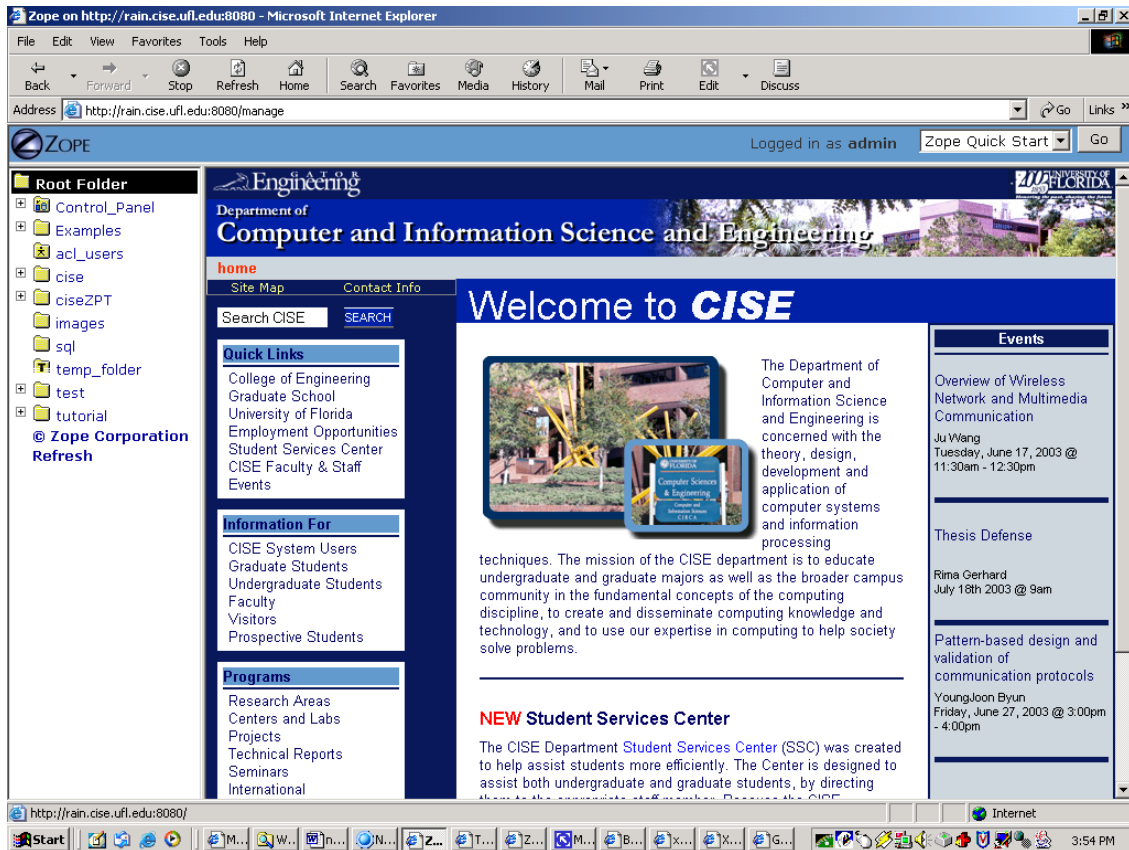 Zope on http://rain.cise.ufl.edu:8080 - Microsoft Internet Explorer
File Edit View Favorites Tools Help
Back Forward Stop Refresh Home Search Favorites Media History Mail Print Edit Discuss
Address http://rain.cise.ufl.edu:8080/manage Go Links »
ZOPE Logged in as admin Zope Quick Start Go
Root Folder
Control_Panel
Examples
acl_users
cise
ciseZPT
images
sql
temp_folder
test
tutorial
© Zope Corporation
Refresh
GATOR
Engineering
UNIVERSITY OF
FLORIDA
Department of
Computer and Information Science and Engineering
home
Site Map Contact Info
Search CISE SEARCH
Quick Links
College of Engineering
Graduate School
University of Florida
Employment Opportunities
Student Services Center
CISE Faculty & Staff
Events
Information For
CISE System Users
Graduate Students
Undergraduate Students
Faculty
Visitors
Prospective Students
Programs
Research Areas
Centers and Labs
Projects
Technical Reports
Seminars
International
Welcome to CISE
UNIVERSITY OF
FLORIDA
Computer Sciences
& Engineering
Computer and
Information Sciences
CIRCA
The Department of
Computer and
Information Science
and Engineering is
concerned with the
theory, design,
development and
application of
computer systems
and information
processing
techniques. The mission of the CISE department is to educate
undergraduate and graduate majors as well as the broader campus
community in the fundamental concepts of the computing
discipline, to create and disseminate computing knowledge and
technology, and to use our expertise in computing to help society
solve problems.
NEW Student Services Center
The CISE Department Student Services Center (SSC) was created
to help assist students more efficiently. The Center is designed to
assist both undergraduate and graduate students, by directing
Events
Overview of Wireless
Network and Multimedia
Communication
Ju Wang
Tuesday, June 17, 2003 @
11:30am - 12:30pm
Thesis Defense
Rima Gerhard
July 18th 2003 @ 9am
Pattern-based design and
validation of
communication protocols
YoungJoon Byun
Friday, June 27, 2003 @ 3:00pm
- 4:00pm
http://rain.cise.ufl.edu:8080/ Internet
Start M... W... n... N... Z... T... Z... M... B... x... X... G... 3:54 PM